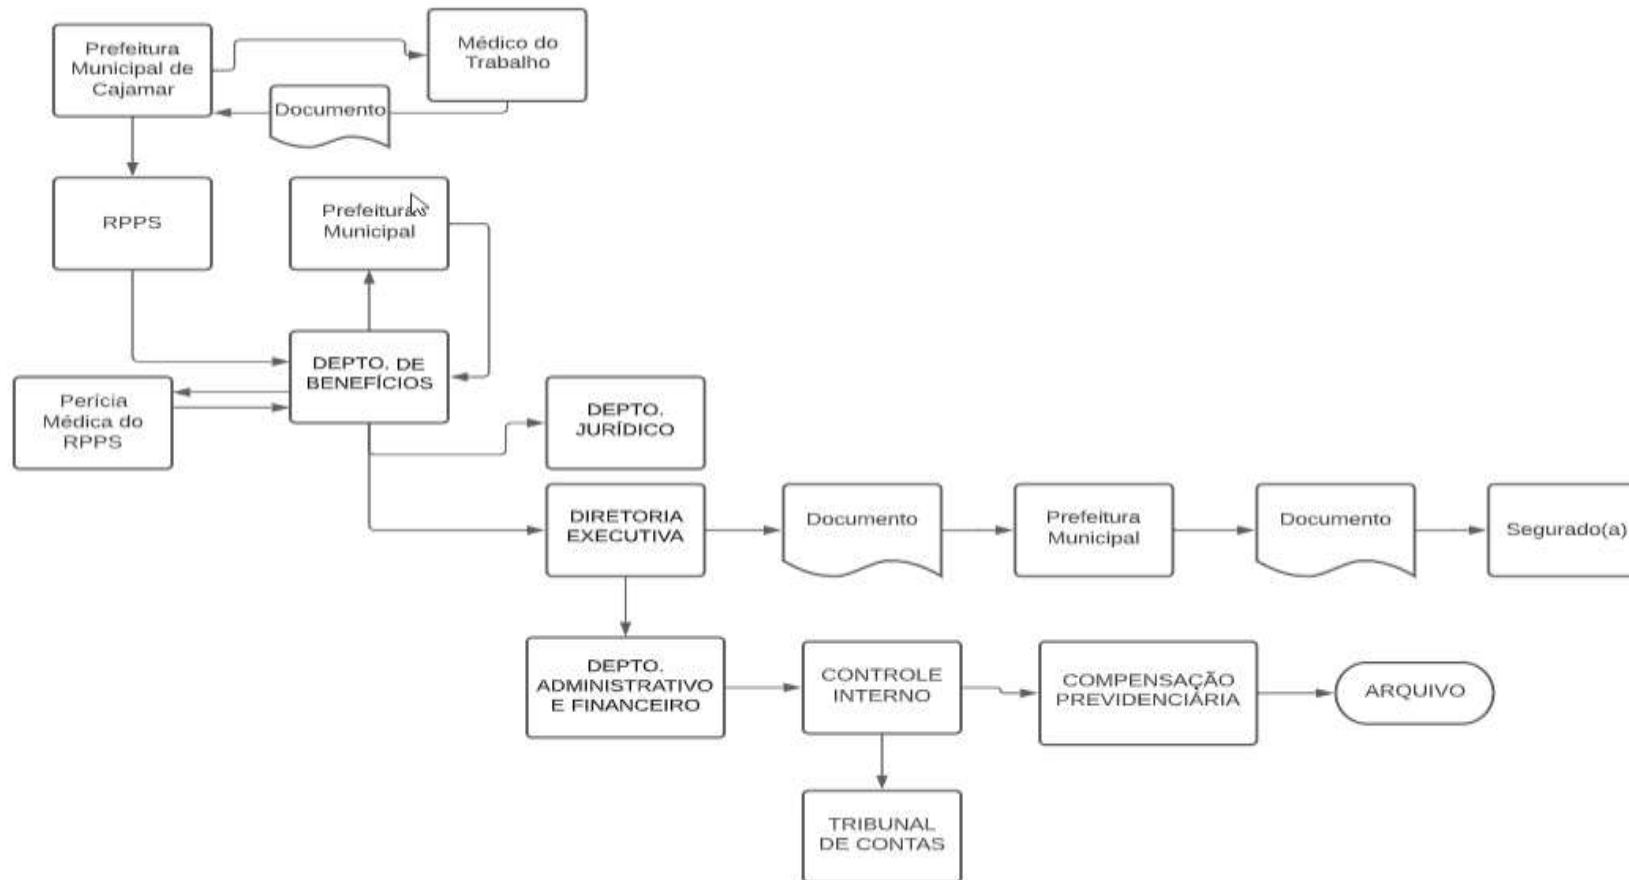 Prefeitura
Municipal de
Cajamar
Médico do
Trabalho
Documento
RPPS
Prefeitura
Municipal
DEPTO. DE
BENEFÍCIOS
Perícia
Médica do
RPPS
DEPTO.
JURÍDICO
DIRETORIA
EXECUTIVA
Documento
Prefeitura
Municipal
Documento
Segurado(a)
DEPTO.
ADMINISTRATIVO
E FINANCEIRO
CONTROLE
INTERNO
COMPENSAÇÃO
PREVIDENCIÁRIA
ARQUIVO
TRIBUNAL
DE CONTAS